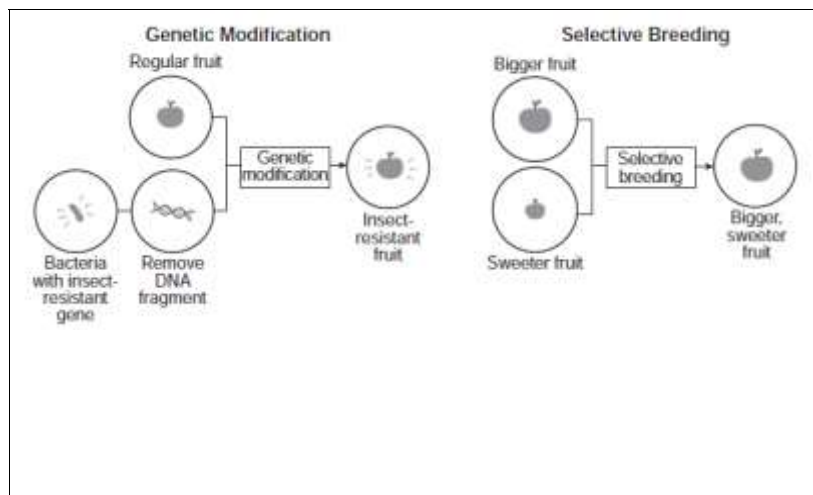 Genetic Modification
Regular fruit
Genetic
modification
Insect-
resistant
fruit
Bacteria
with insect-
resistant
gene
Remove
DNA
fragment
Selective Breeding
Bigger fruit
Sweeter fruit
Selective
breeding
Bigger,
sweeter
fruit